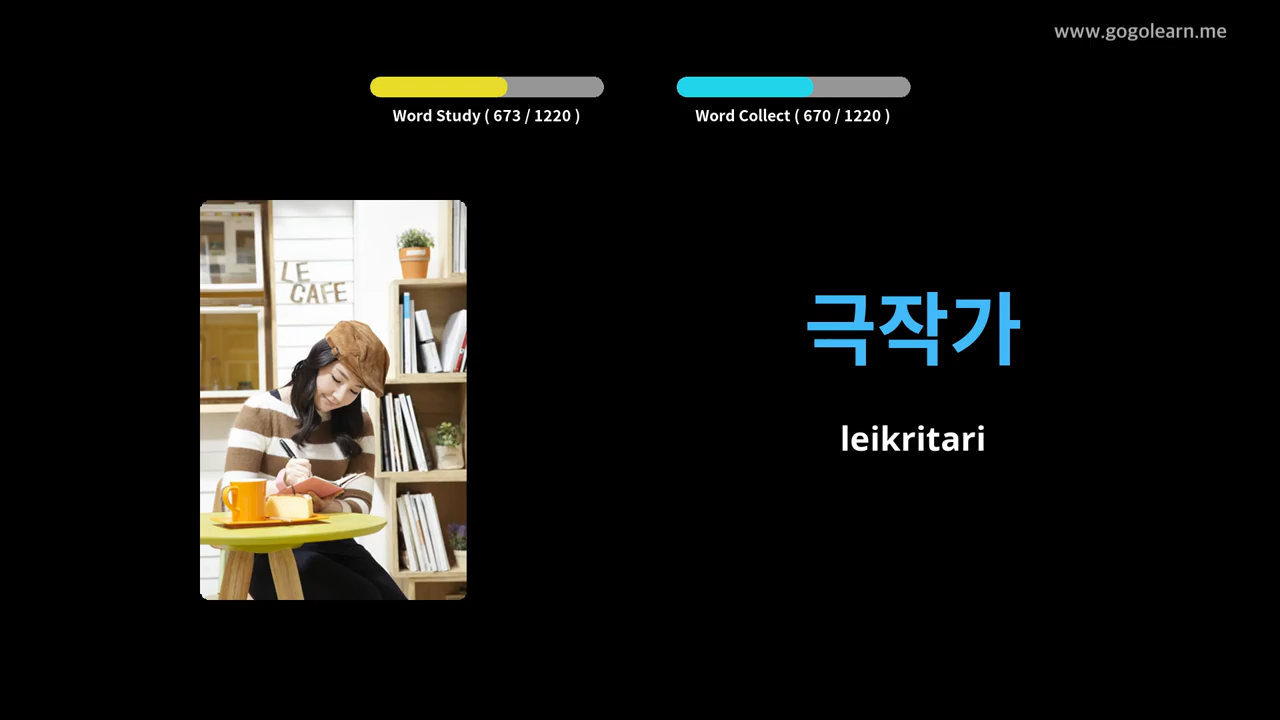 www.gogolearn.me
Word Study ( 673 / 1220 )
Word Collect ( 670 / 1220 )
LE
CAFE
극작가
leikritari